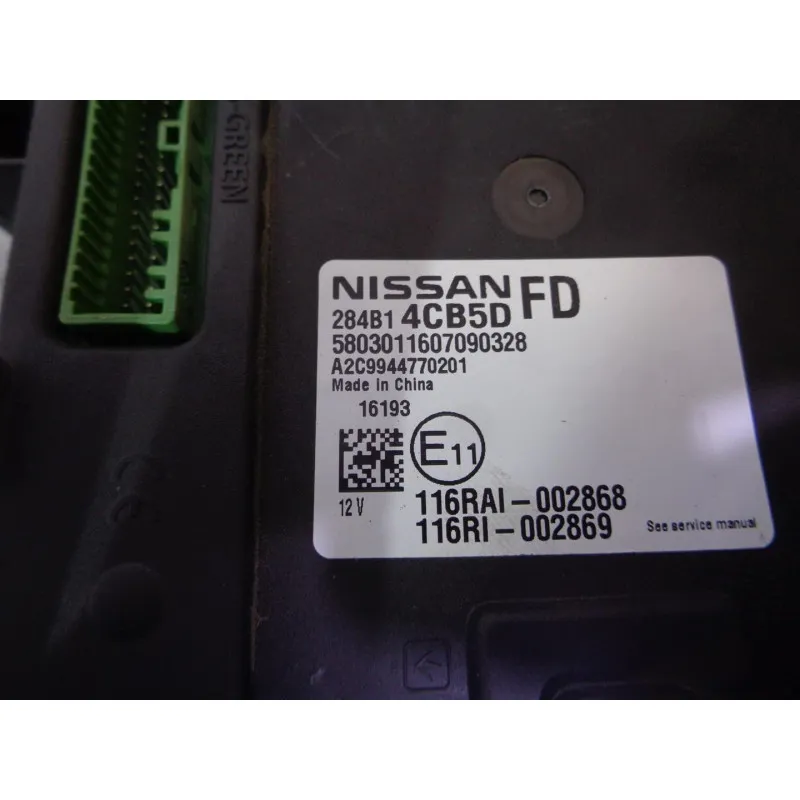 GREEN
NISSAN FD
284B1 4CB5D
5803011607090328
A2C9944770201
Made in China
16193
E11
12 V
116RAI-002868
116RI-002869
See service manual